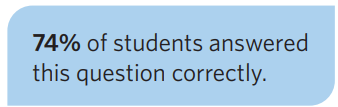 74% of students answered
this question correctly.